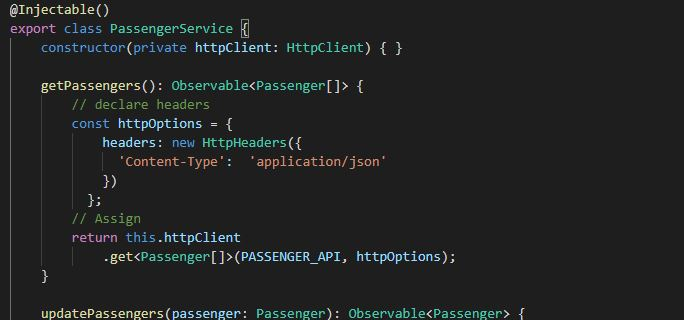 @Injectable()
export class PassengerService {
    constructor(private httpClient: HttpClient) { }

    getPassengers(): Observable<Passenger[]> {
        // declare headers
        const httpOptions = {
            headers: new HttpHeaders({
              'Content-Type':  'application/json'
            })
          };
        // Assign
        return this.httpClient
            .get<Passenger[]>(PASSENGER_API, httpOptions);
    }

    updatePassengers(passenger: Passenger): Observable<Passenger> {